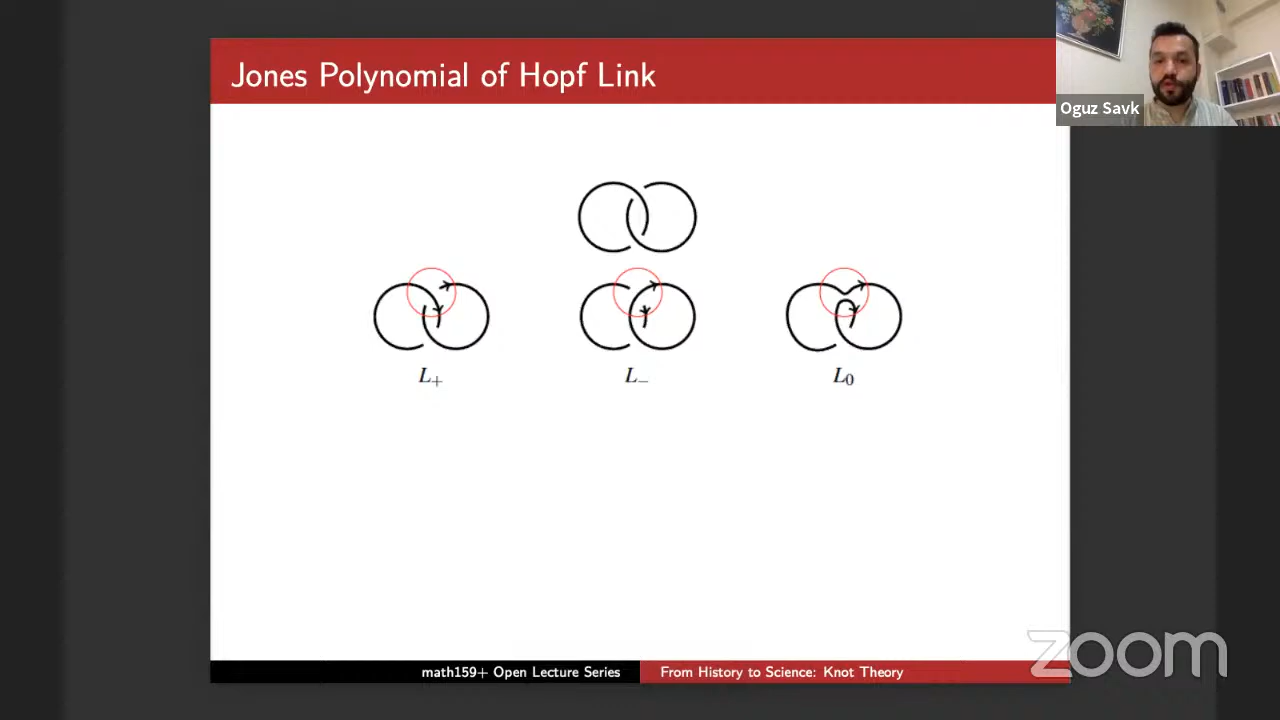 Jones Polynomial of Hopf Link
Oguz Savk
L₊
L₋
L₀
math159+ Open Lecture Series
From History to Science: Knot Theory
zoom